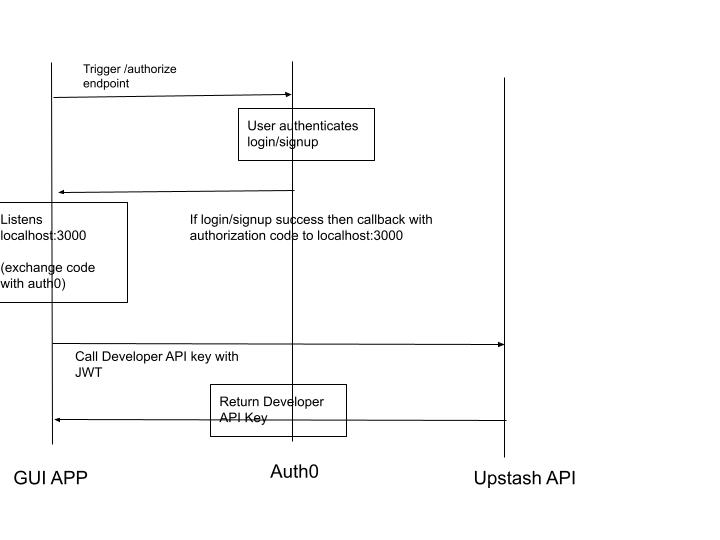 Trigger /authorize
endpoint
User authenticates
login/signup
Listens
localhost:3000
(exchange code
with auth0)
If login/signup success then callback with
authorization code to localhost:3000
Call Developer API key with
JWT
Return Developer
API Key
GUI APP
Auth0
Upstash API